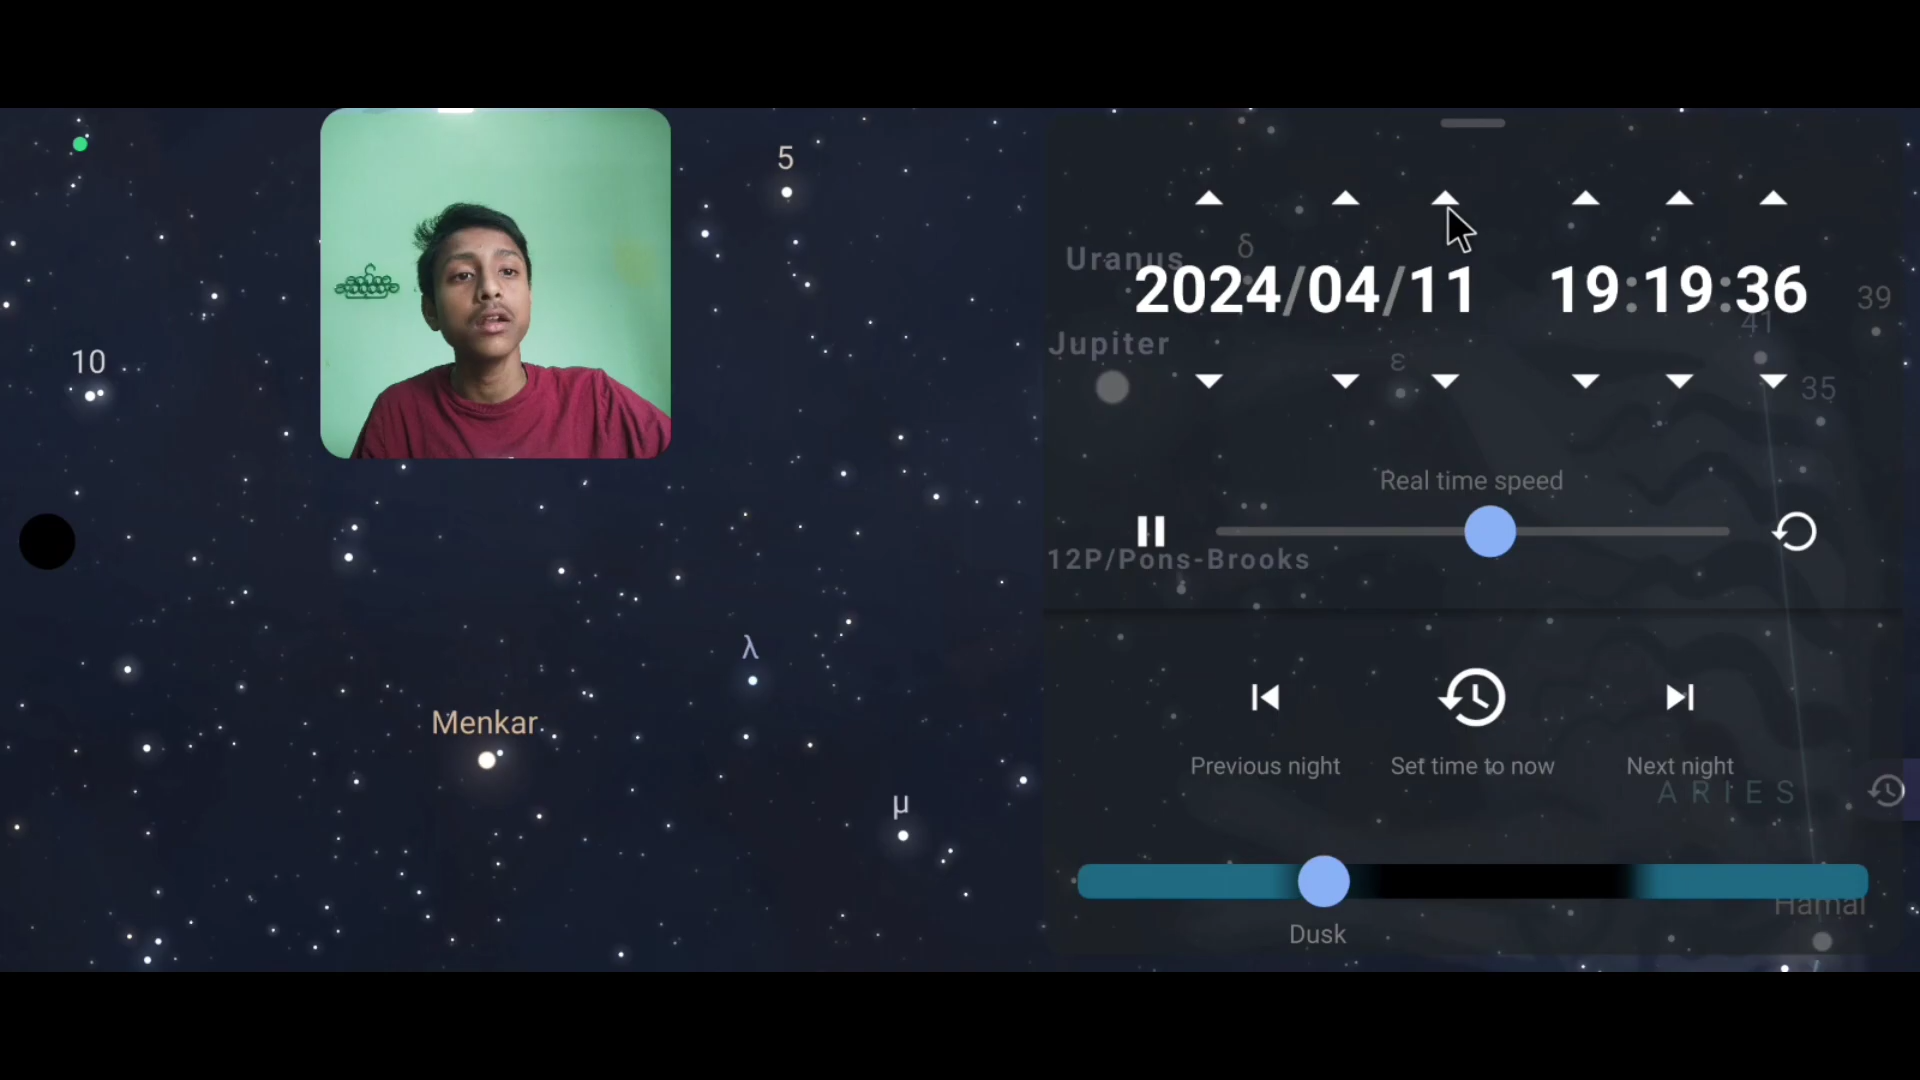 5
10
λ
Menkar
μ
Uranus
δ
2024/04/11 19:19:36
39
41
Jupiter
ε
35
Real time speed
12P/Pons-Brooks
Previous night
Set time to now
Next night
ARIES
Hamal
Dusk